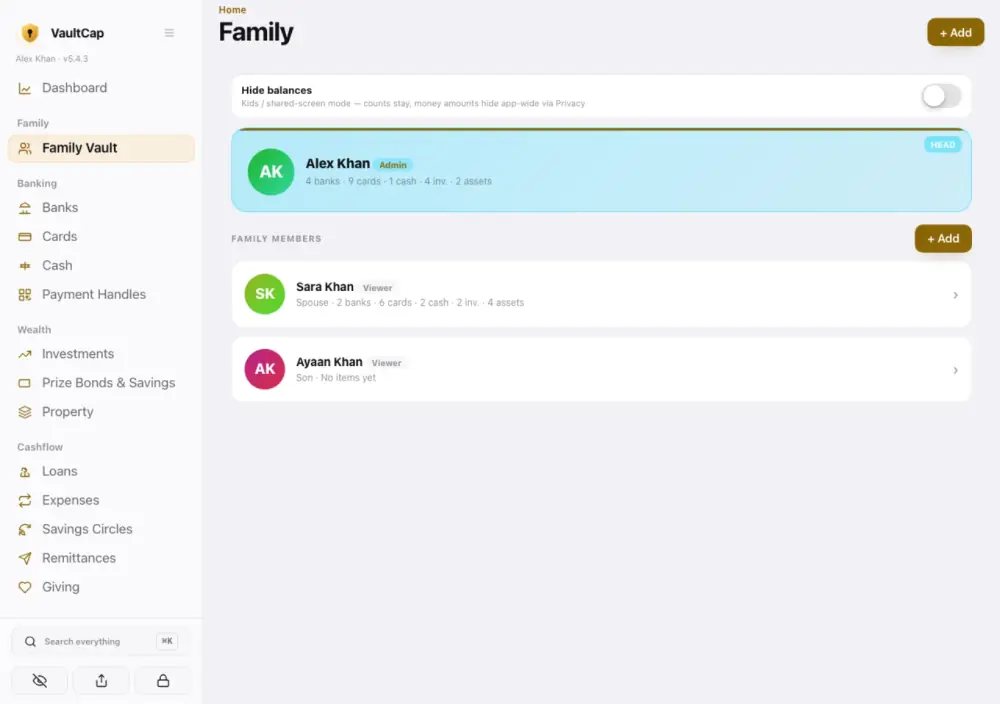 VaultCap
Alex Khan · v5.4.3
Dashboard
Family
Family Vault
Banking
Banks
Cards
Cash
Payment Handles
Wealth
Investments
Prize Bonds & Savings
Property
Cashflow
Loans
Expenses
Savings Circles
Remittances
Giving
Search everything ⌘K
Home
Family
+ Add
Hide balances
Kids / shared-screen mode — counts stay, money amounts hide app-wide via Privacy
HEAD
AK
Alex Khan Admin
4 banks · 9 cards · 1 cash · 4 inv. · 2 assets
FAMILY MEMBERS
+ Add
SK
Sara Khan Viewer
Spouse · 2 banks · 6 cards · 2 cash · 2 inv. · 4 assets
AK
Ayaan Khan Viewer
Son · No items yet